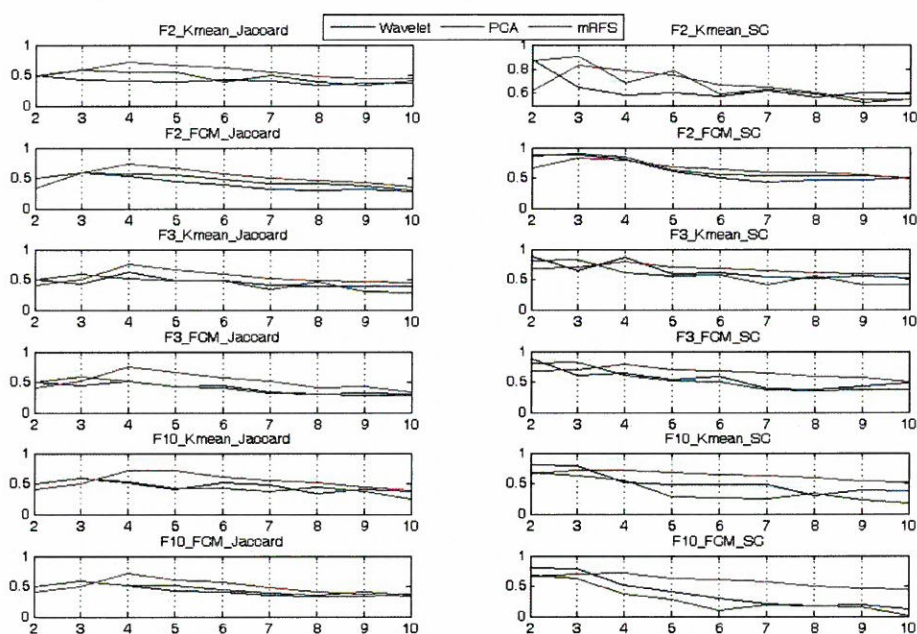 Wavelet PCA mRFS
F2_Kmean_Jaccard
1
0.5
0
2 3 4 5 6 7 8 9 10
F2_FCM_Jaccard
1
0.5
0
2 3 4 5 6 7 8 9 10
F3_Kmean_Jaccard
1
0.5
0
2 3 4 5 6 7 8 9 10
F3_FCM_Jaccard
1
0.5
0
2 3 4 5 6 7 8 9 10
F10_Kmean_Jaccard
1
0.5
0
2 3 4 5 6 7 8 9 10
F10_FCM_Jaccard
1
0.5
0
2 3 4 5 6 7 8 9 10
F2_Kmean_SC
0.8
0.6
2 3 4 5 6 7 8 9 10
F2_FCM_SC
1
0.5
0
2 3 4 5 6 7 8 9 10
F3_Kmean_SC
1
0.5
0
2 3 4 5 6 7 8 9 10
F3_FCM_SC
1
0.5
0
2 3 4 5 6 7 8 9 10
F10_Kmean_SC
1
0.5
0
2 3 4 5 6 7 8 9 10
F10_FCM_SC
1
0.5
0
2 3 4 5 6 7 8 9 10